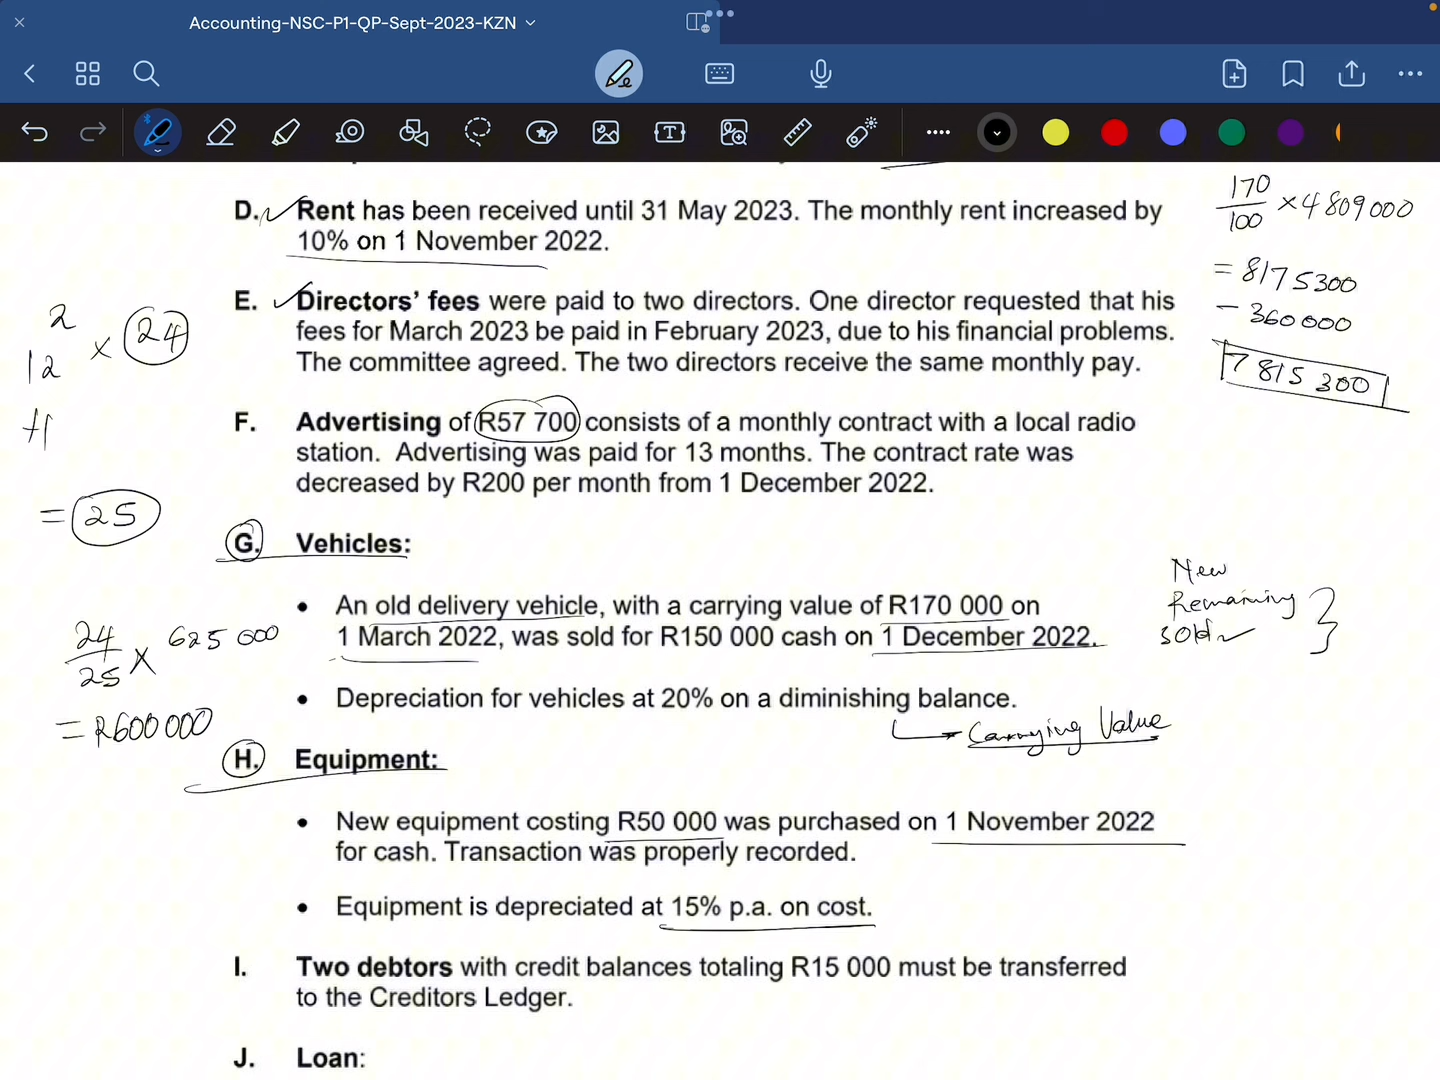 Accounting-NSC-P1-QP-Sept-2023-KZN
D. Rent has been received until 31 May 2023. The monthly rent increased by
10% on 1 November 2022.
170
100
× 4 809 000
= 8175300
- 360 000
7 815 300
E. Directors' fees were paid to two directors. One director requested that his
fees for March 2023 be paid in February 2023, due to his financial problems.
The committee agreed. The two directors receive the same monthly pay.
2
12
× 24
+1
= 25
F. Advertising of R57 700 consists of a monthly contract with a local radio
station. Advertising was paid for 13 months. The contract rate was
decreased by R200 per month from 1 December 2022.
G. Vehicles:
• An old delivery vehicle, with a carrying value of R170 000 on
1 March 2022, was sold for R150 000 cash on 1 December 2022.
New
Remaining
Sold
24
25
× 625 000
= R600 000
• Depreciation for vehicles at 20% on a diminishing balance.
Carrying Value
H. Equipment:
• New equipment costing R50 000 was purchased on 1 November 2022
for cash. Transaction was properly recorded.
• Equipment is depreciated at 15% p.a. on cost.
I. Two debtors with credit balances totaling R15 000 must be transferred
to the Creditors Ledger.
J. Loan: